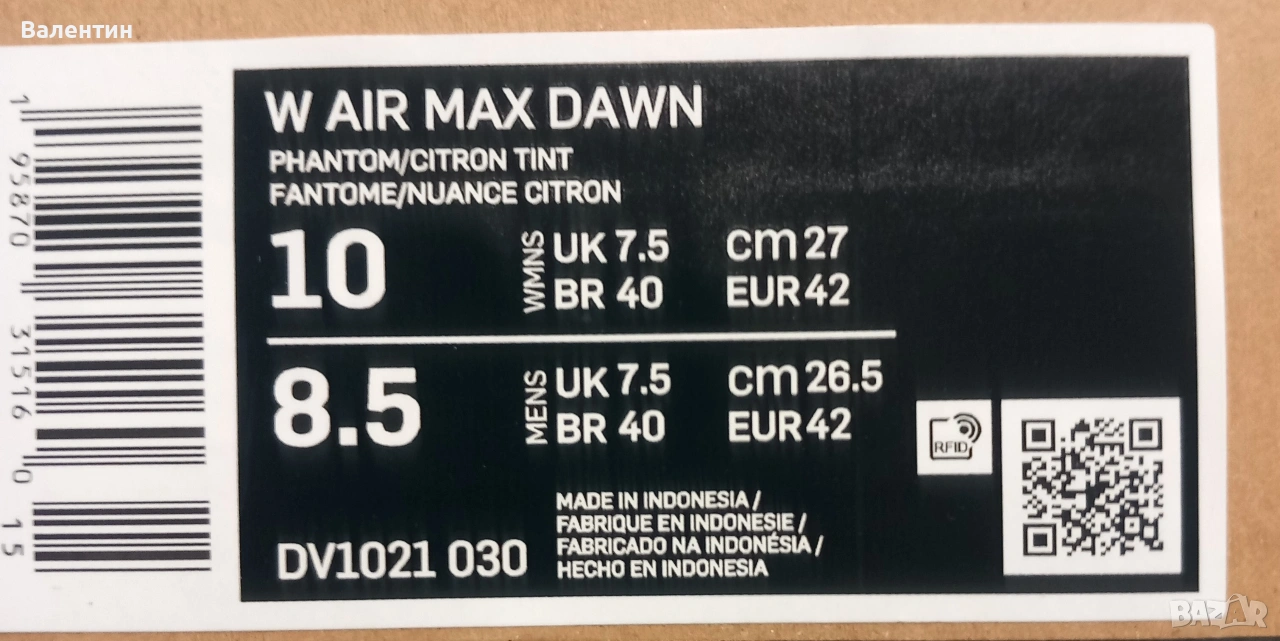 Валентин
W AIR MAX DAWN
PHANTOM/CITRON TINT
FANTOME/NUANCE CITRON
10 WMNS UK 7.5 cm 27
BR 40 EUR 42
8.5 MENS UK 7.5 cm 26.5
BR 40 EUR 42
MADE IN INDONESIA /
FABRIQUE EN INDONESIE /
FABRICADO NA INDONÉSIA /
HECHO EN INDONESIA
DV1021 030
RFID
1 95870 31516 0 15
BAZAR